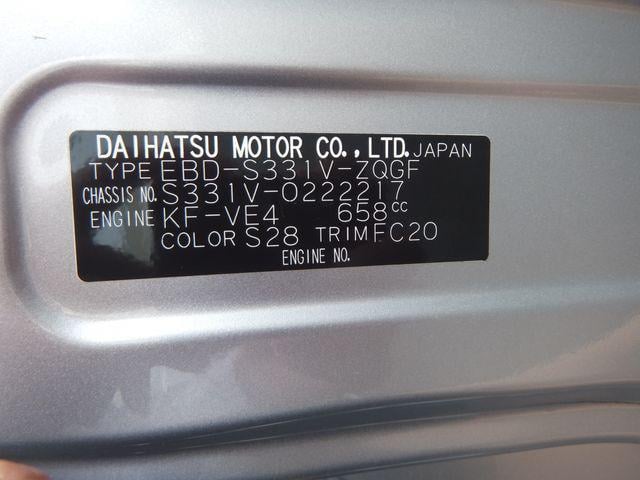 DAIHATSU MOTOR CO.,LTD. JAPAN
TYPE EBD-S331V-ZQGF
CHASSIS NO. S331V-0222217
ENGINE KF-VE4 658cc
COLOR S28 TRIM FC20
ENGINE NO.